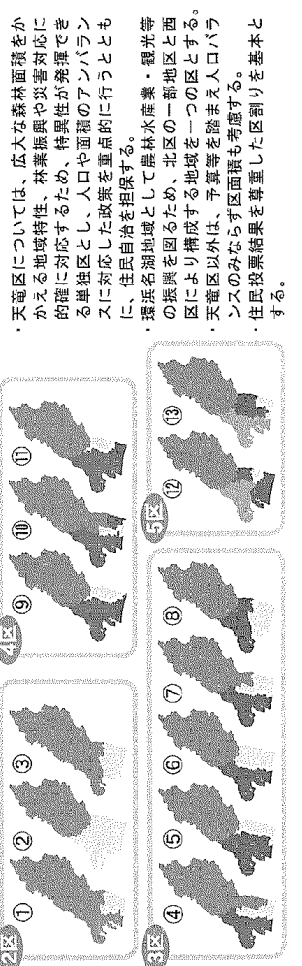 2区
①
②
③
4区
⑨
⑩
⑪
3区
④
⑤
⑥
⑦
⑧
5区
⑫
⑬
・天竜区については、広大な森林面積をか
かえる地域特性、林業振興や災害対応に
的確に対応するため、特異性が発揮でき
る単独区とし、人口や面積のアンバラン
スに対応した政策を重点的に行うととも
に、住民自治を担保する。
・環浜名湖地域として農林水産業・観光等
の振興を図るため、北区の一部地区と西
区により構成する地域を一つの区とする。
・天竜区以外は、予算等を踏まえ人口バラ
ンスのみならず区面積も考慮する。
・住民投票結果を尊重した区割りを基本と
する。